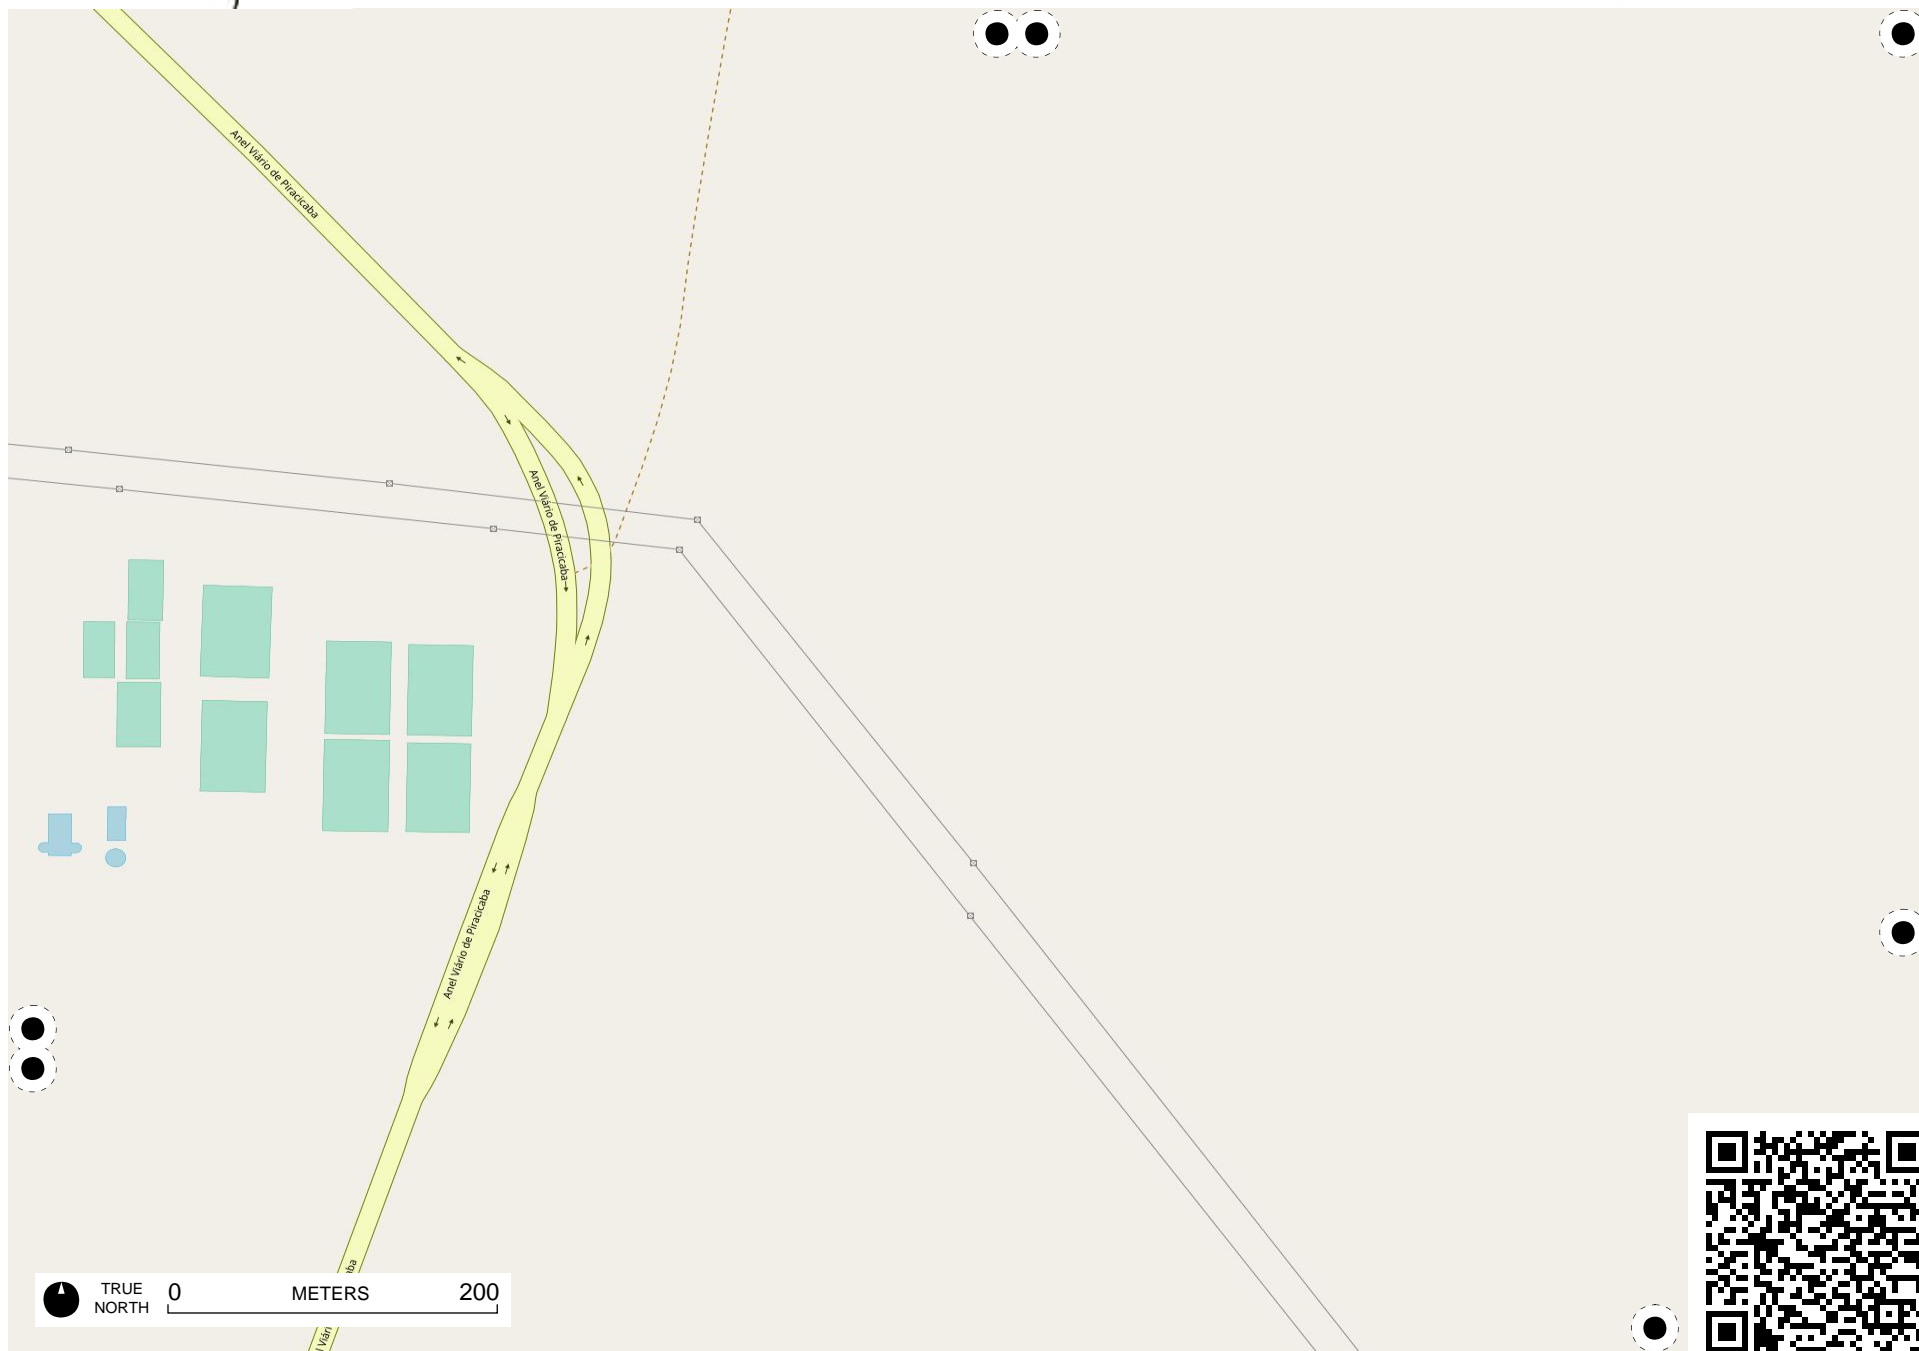 Anel Viário de Piracicaba
Anel Viário de Piracicaba
Anel Viário de Piracicaba
TRUE
NORTH
0 METERS 200